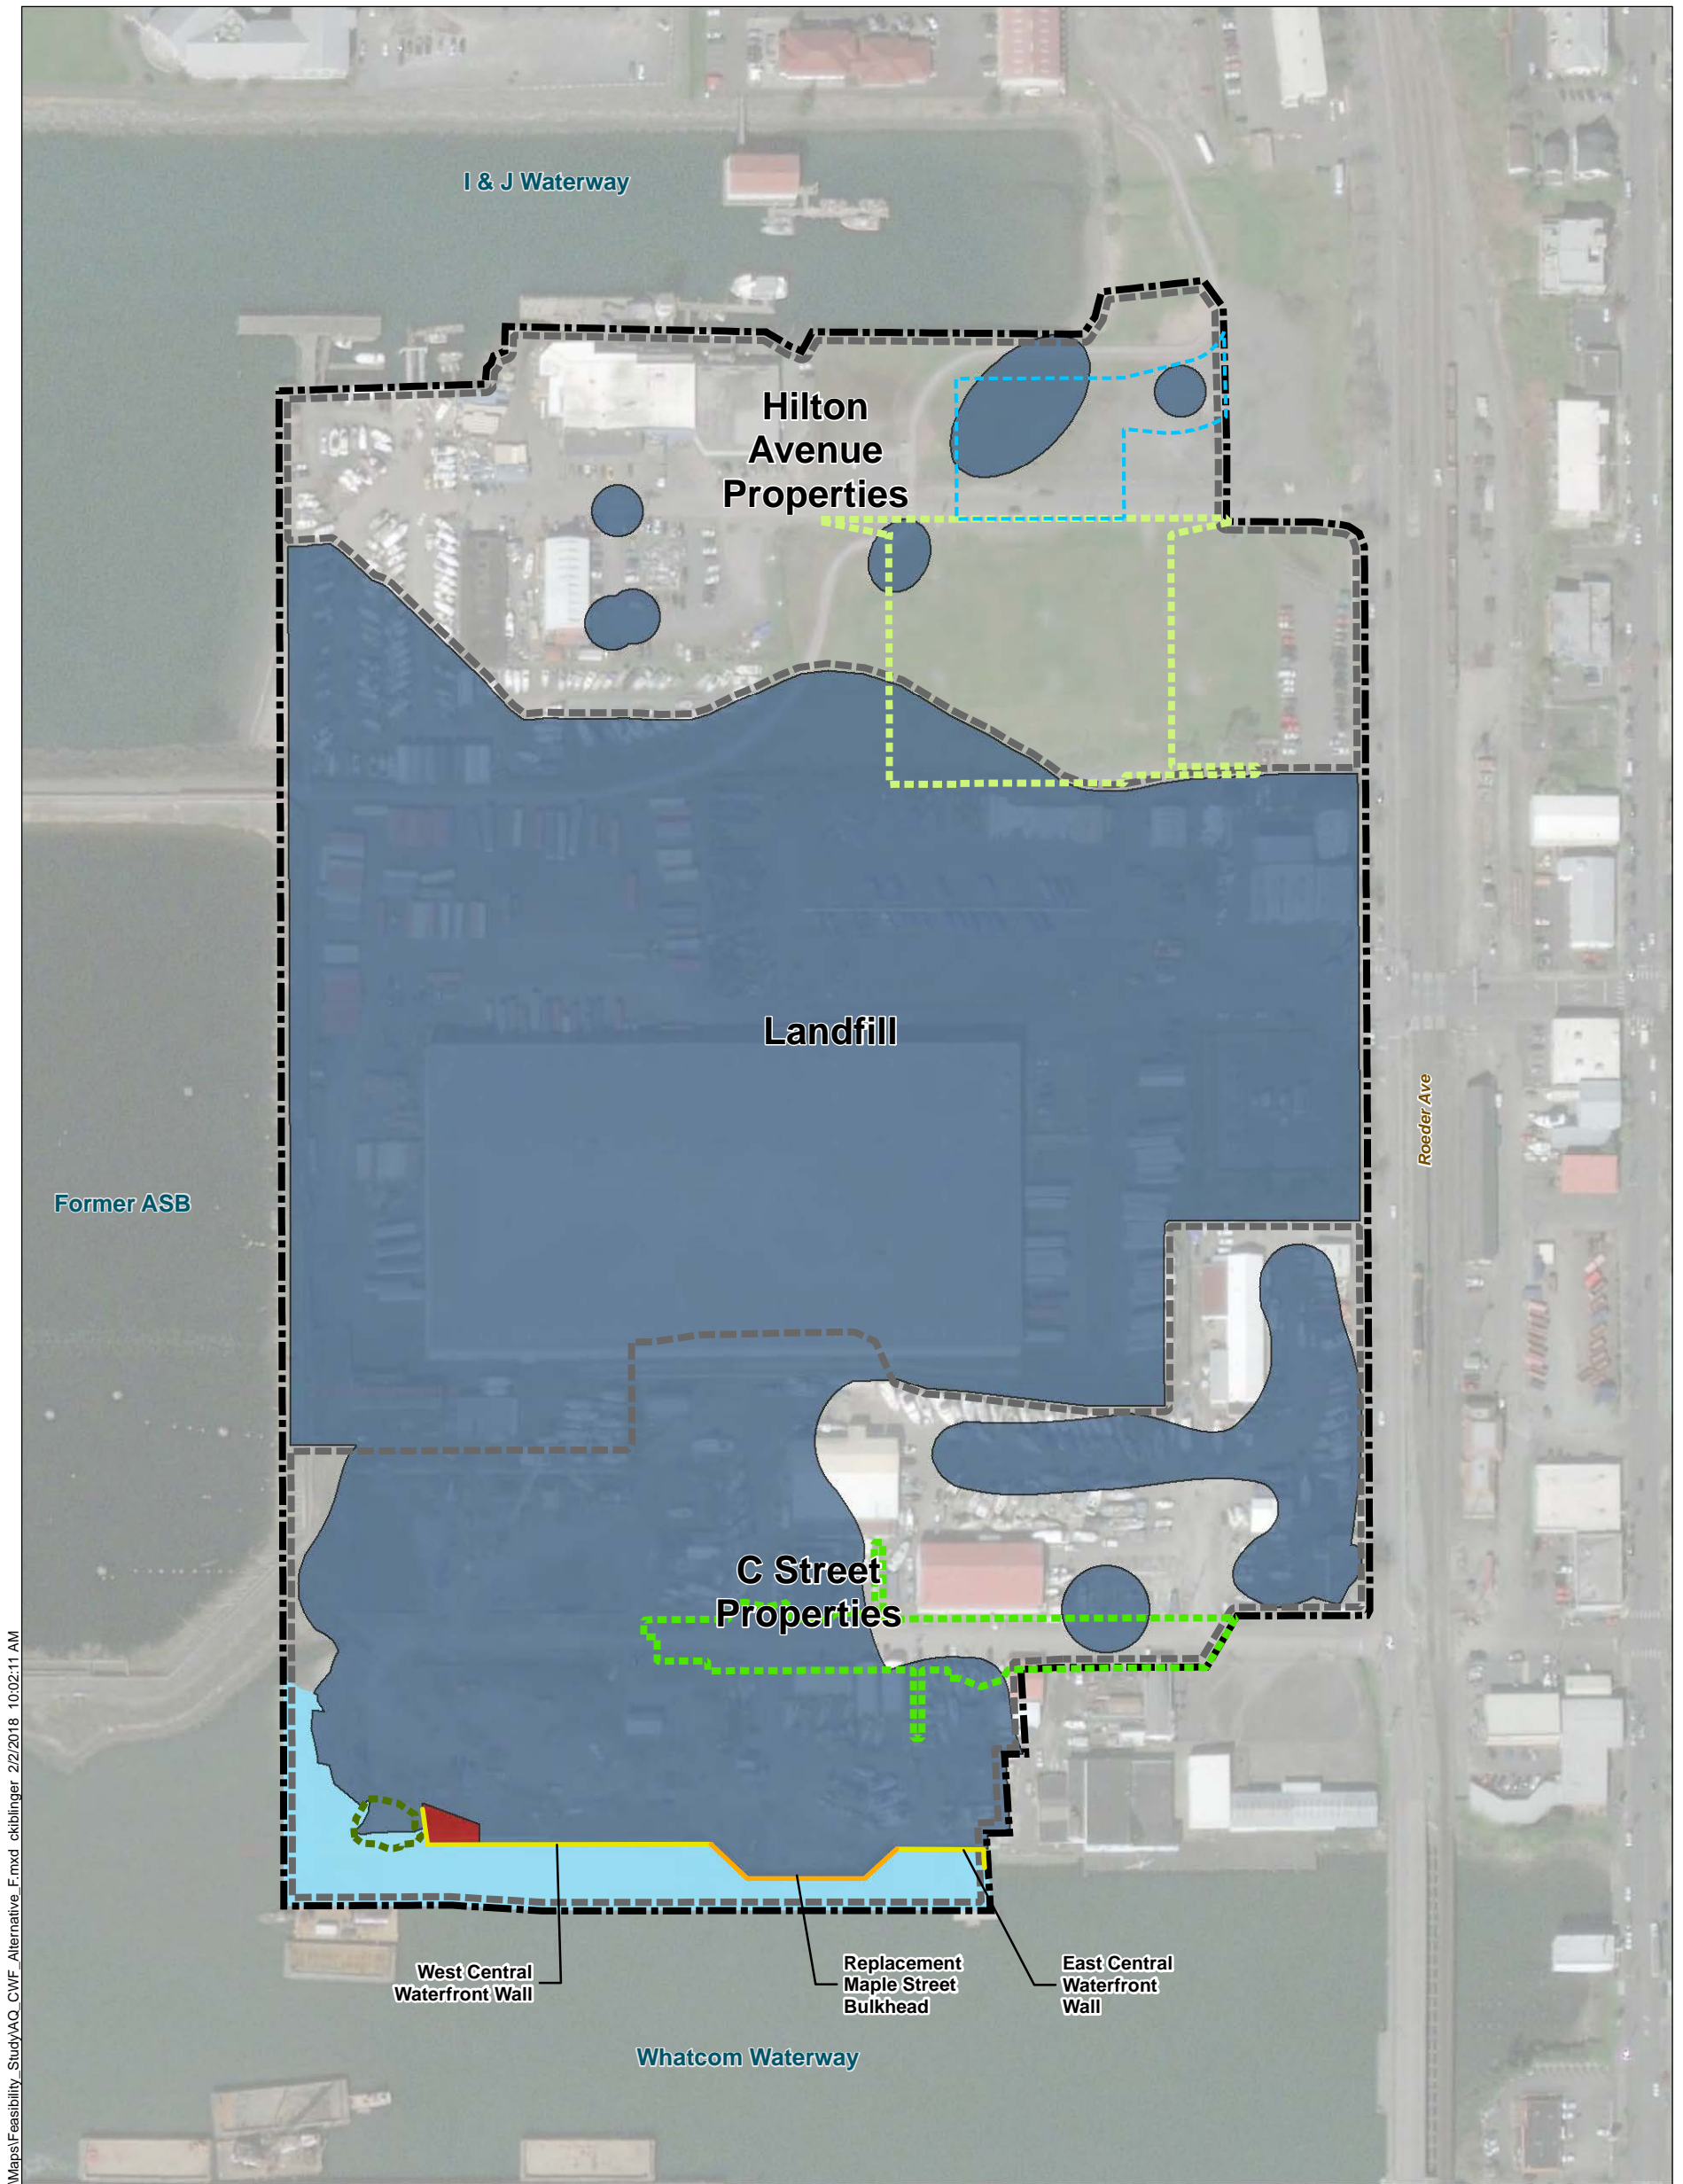 I & J Waterway
Hilton
Avenue
Properties
Landfill
Roeder Ave
Former ASB
C Street
Properties
West Central
Waterfront Wall
Replacement
Maple Street
Bulkhead
East Central
Waterfront
Wall
Whatcom Waterway
\Maps\Feasibility_Study\AQ_CWF_Alternative_F.mxd ckiblinger 2/2/2018 10:02:11 AM